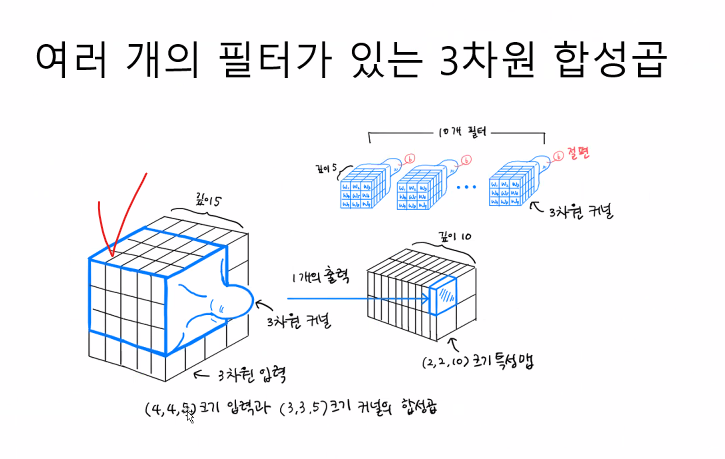 여러 개의 필터가 있는 3차원 합성곱
10개 필터
깊이 5
b
b
b
절편
W₁ W₂ W₃
3차원 커널
깊이 5
깊이 10
1개의 출력
3차원 커널
(2,2,10)크기 특성맵
3차원 입력
(4,4,5)크기 입력과 (3,3,5)크기 커널의 합성곱